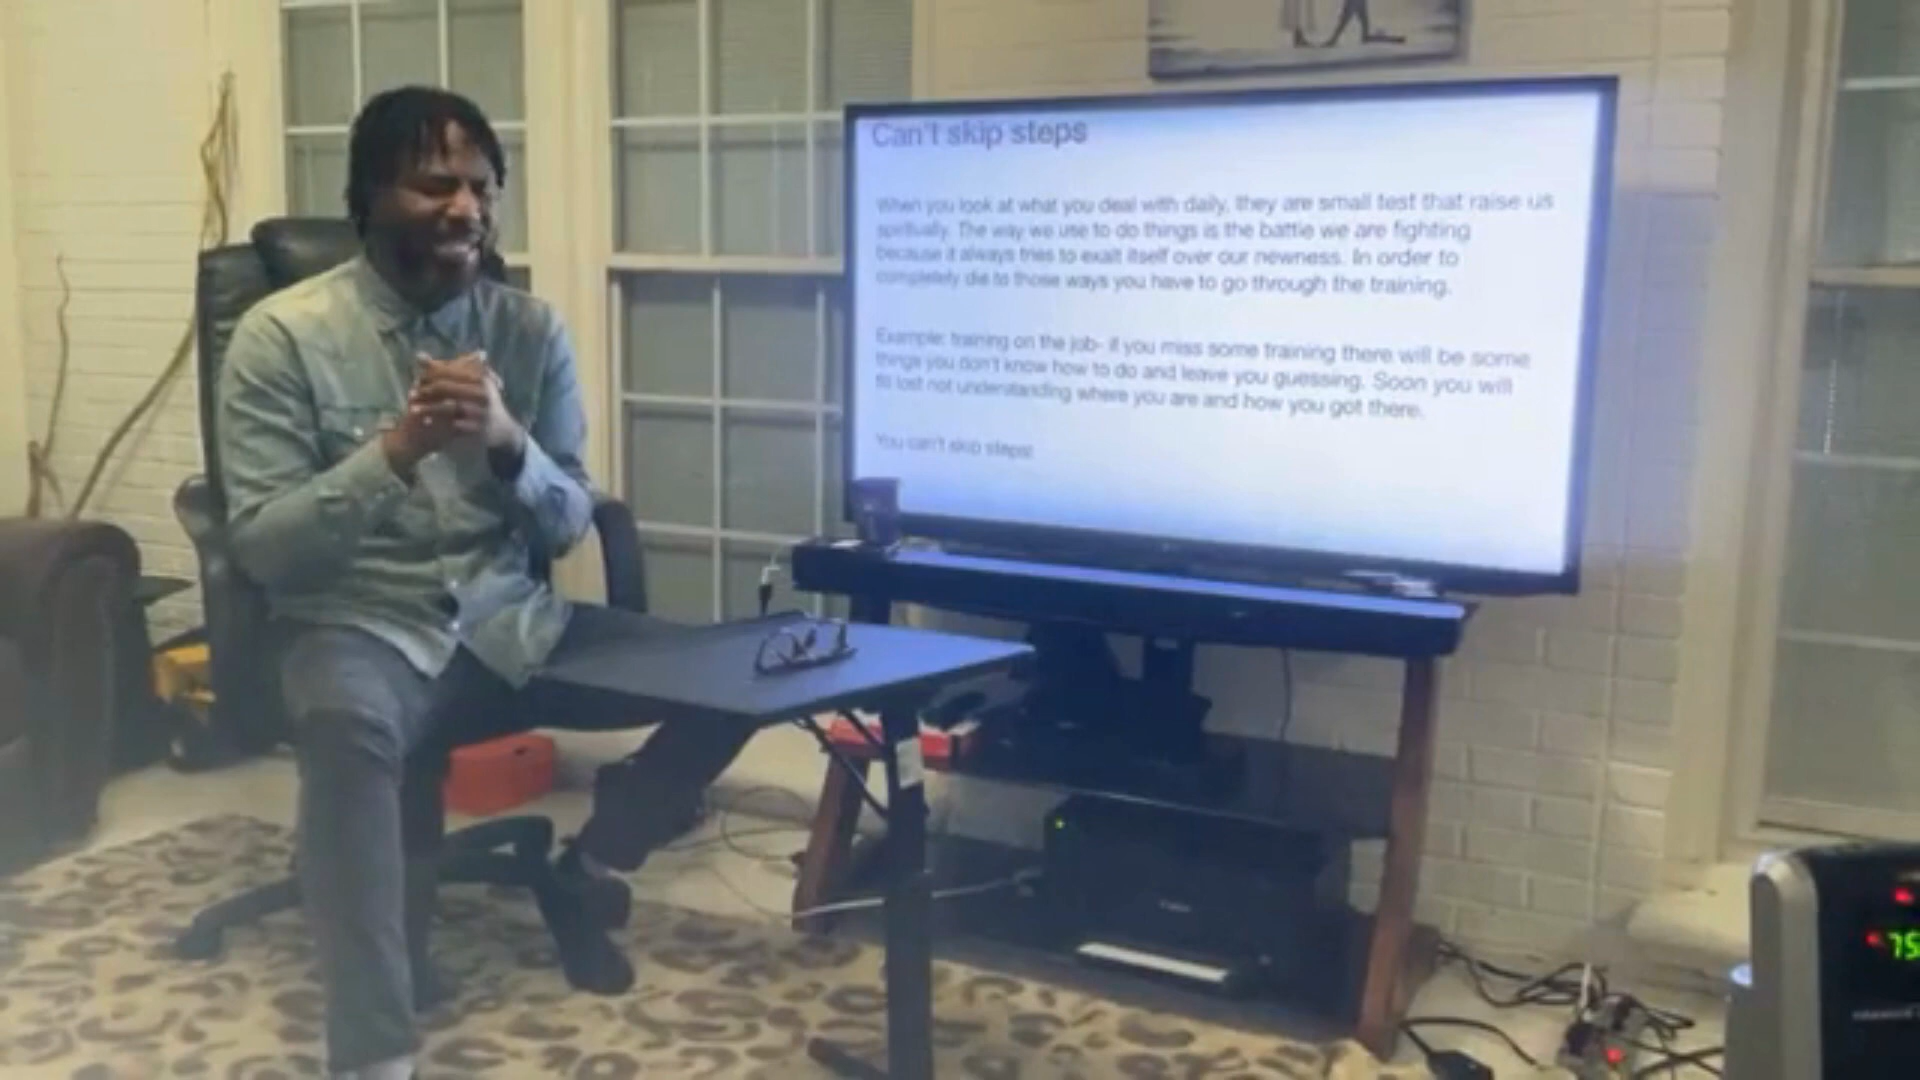 Can't skip steps
When you look at what you deal with daily, they are small test that raise us
spiritually. The way we use to do things is the battle we are fighting
because it always tries to exalt itself over our newness. In order to
completely die to those ways you have to go through the training.
Example: training on the job- if you miss some training there will be some
things you don't know how to do and leave you guessing. Soon you will
lost not understanding where you are and how you got there.
You can't skip steps!
75